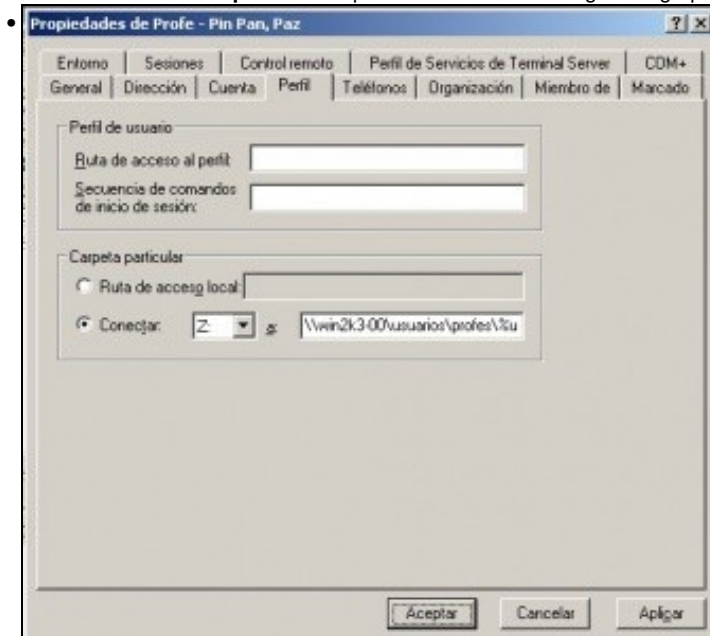 Propiedades de Profe - Pin Pan, Paz
Entorno Sesiones Control remoto Perfil de Servicios de Terminal Server COM+
General Dirección Cuenta Perfil Teléfonos Organización Miembro de Marcado
Perfil de usuario
Ruta de acceso al perfil:
Secuencia de comandos
de inicio de sesión:
Carpeta particular
Ruta de acceso local:
Conectar: Z: a: \\win2k3-00\usuarios\profes\%u
Aceptar Cancelar Aplicar